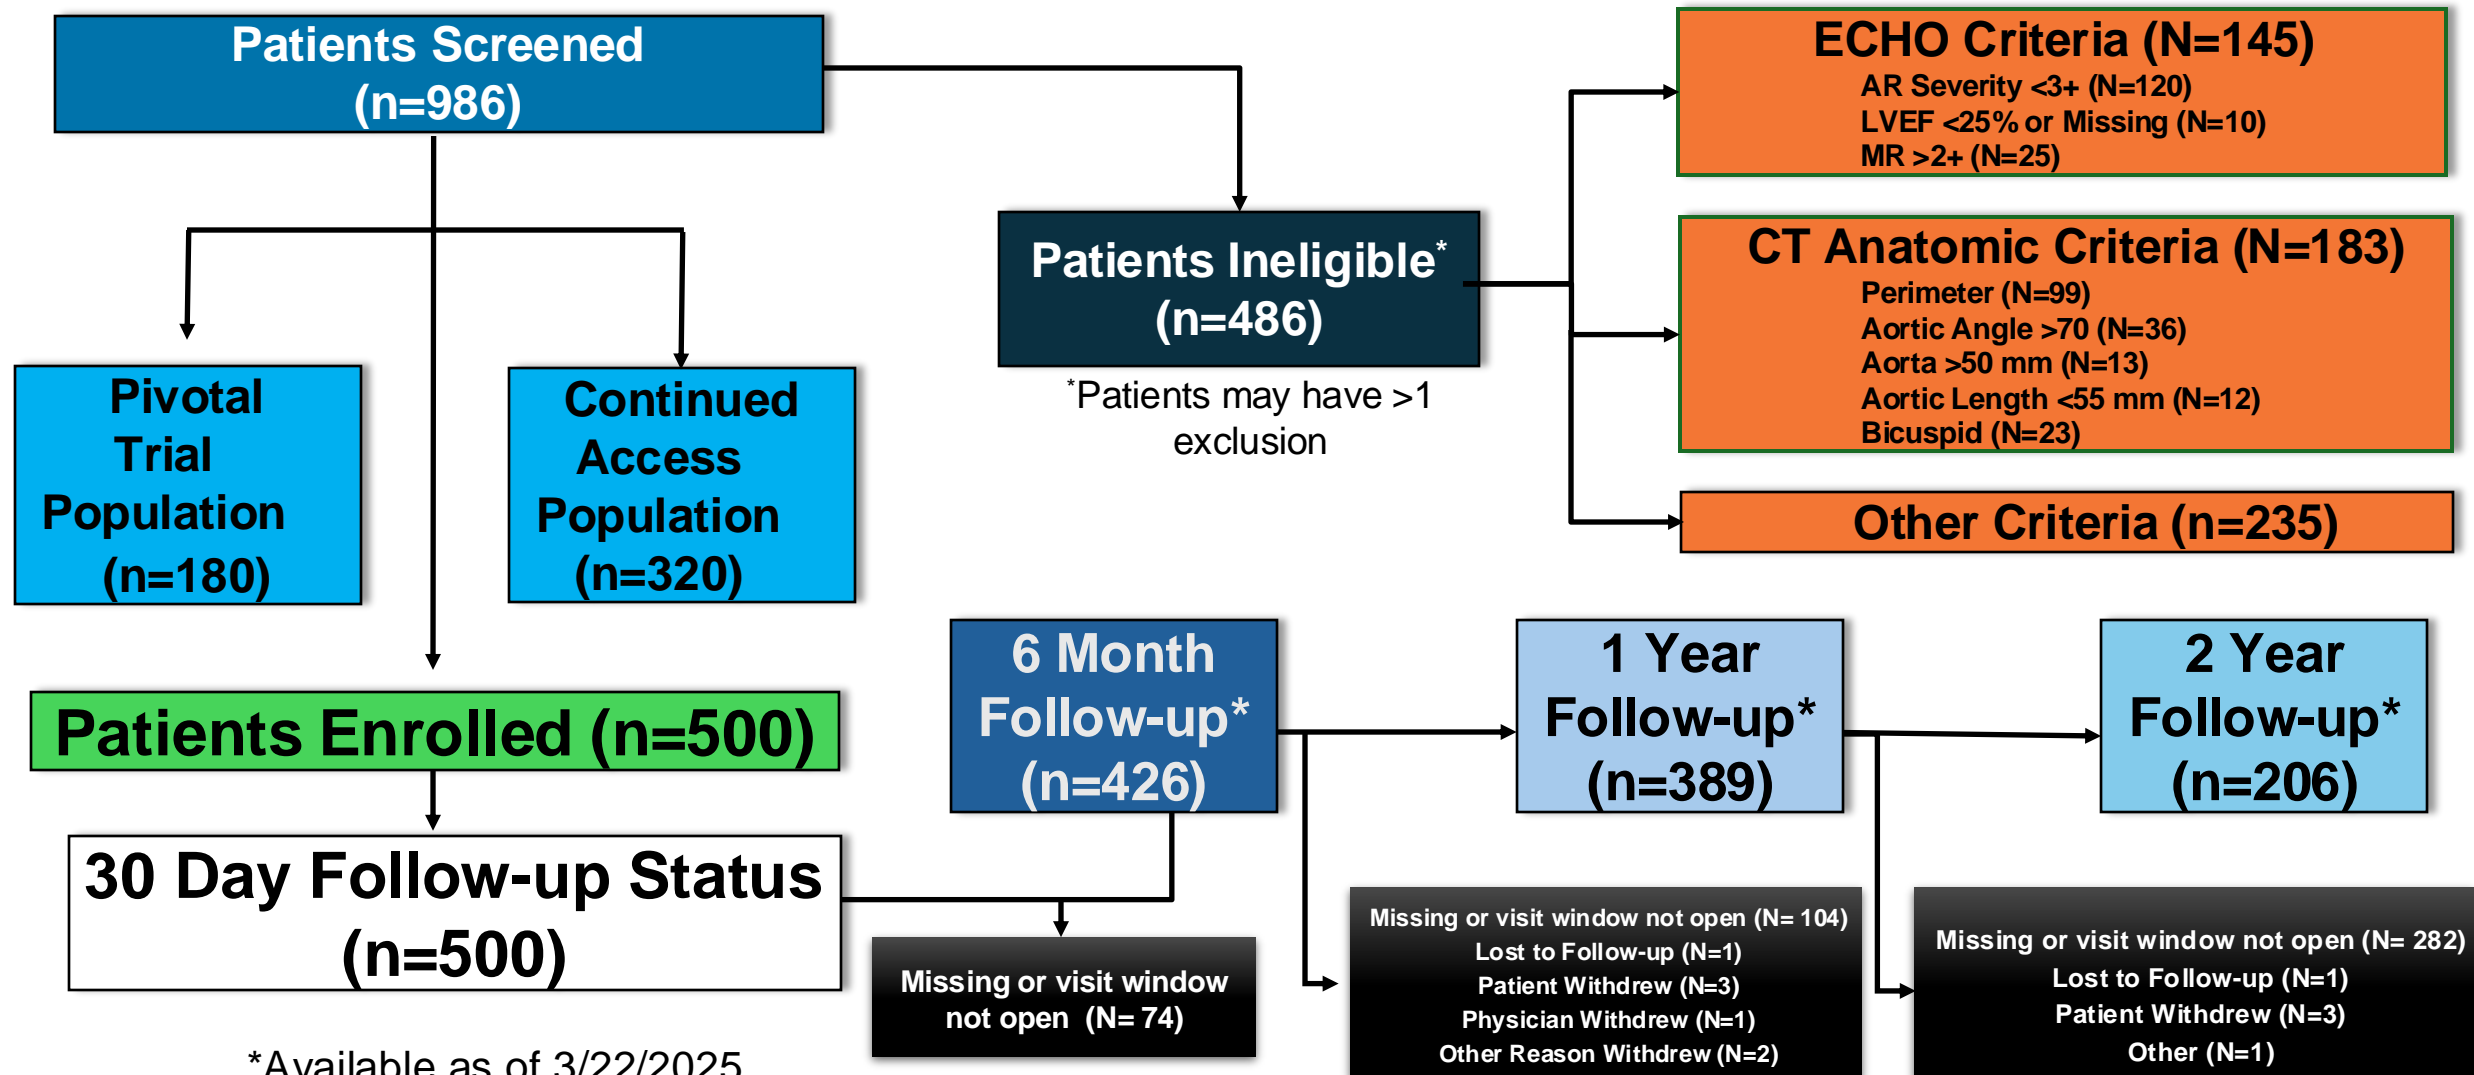 Patients Screened
(n=986)
ECHO Criteria (N=145)
AR Severity <3+ (N=120)
LVEF <25% or Missing (N=10)
MR >2+ (N=25)
Patients Ineligible*
(n=486)
*Patients may have >1
exclusion
CT Anatomic Criteria (N=183)
Perimeter (N=99)
Aortic Angle >70 (N=36)
Aorta >50 mm (N=13)
Aortic Length <55 mm (N=12)
Bicuspid (N=23)
Other Criteria (n=235)
Pivotal
Trial
Population
(n=180)
Continued
Access
Population
(n=320)
Patients Enrolled (n=500)
30 Day Follow-up Status
(n=500)
6 Month
Follow-up*
(n=426)
1 Year
Follow-up*
(n=389)
2 Year
Follow-up*
(n=206)
Missing or visit window
not open (N= 74)
Missing or visit window not open (N= 104)
Lost to Follow-up (N=1)
Patient Withdrew (N=3)
Physician Withdrew (N=1)
Other Reason Withdrew (N=2)
Missing or visit window not open (N= 282)
Lost to Follow-up (N=1)
Patient Withdrew (N=3)
Other (N=1)
*Available as of 3/22/2025